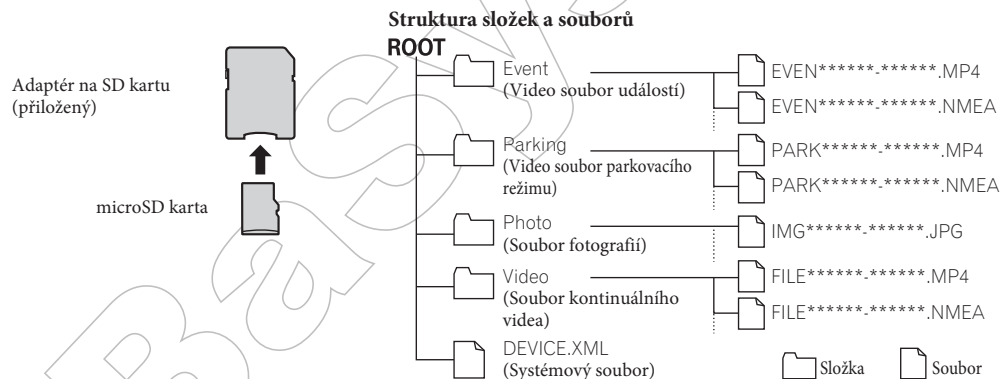 Struktura složek a souborů
ROOT
Adaptér na SD kartu
(přiložený)
microSD karta
Event
(Video soubor událostí)
EVEN******-******.MP4
EVEN******-******.NMEA
Parking
(Video soubor parkovacího
režimu)
PARK******-******.MP4
PARK******-******.NMEA
Photo
(Soubor fotografií)
IMG******-******.JPG
Video
(Soubor kontinuálního
videa)
FILE******-******.MP4
FILE******-******.NMEA
DEVICE.XML
(Systémový soubor)
Složka
Soubor